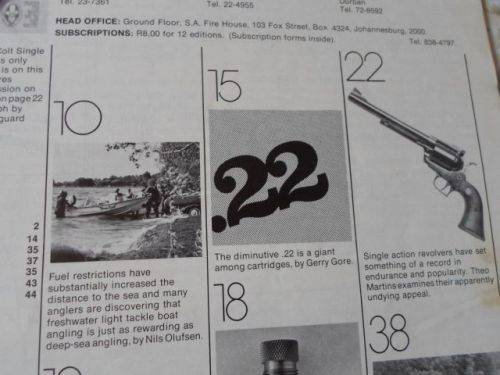 Tel. 23-7361
Tel. 22-4955
Durban
Tel. 72-9592
HEAD OFFICE: Ground Floor, S.A. Fire House, 103 Fox Street, Box 4324, Johannesburg, 2000.
SUBSCRIPTIONS: R8,00 for 12 editions. (Subscription forms inside).
Tel. 838-4797
Colt Single
s only
is on this
res
ssion on
on page 22
oh by
guard
2
14
35
37
35
43
44
10
Fuel restrictions have
substantially increased the
distance to the sea and many
anglers are discovering that
freshwater light tackle boat
angling is just as rewarding as
deep-sea angling, by Nils Olufsen.
15
.22
The diminutive .22 is a giant
among cartridges, by Gerry Gore.
18
22
Single action ravolvers have set
something of a record in
endurance and popularity. Theo
Martins examines their apparently
undying appeal.
38